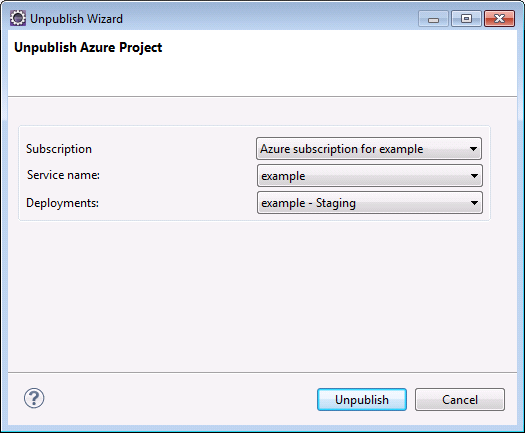 Unpublish Wizard
Unpublish Azure Project
Subscription Azure subscription for example
Service name: example
Deployments: example - Staging
? Unpublish Cancel